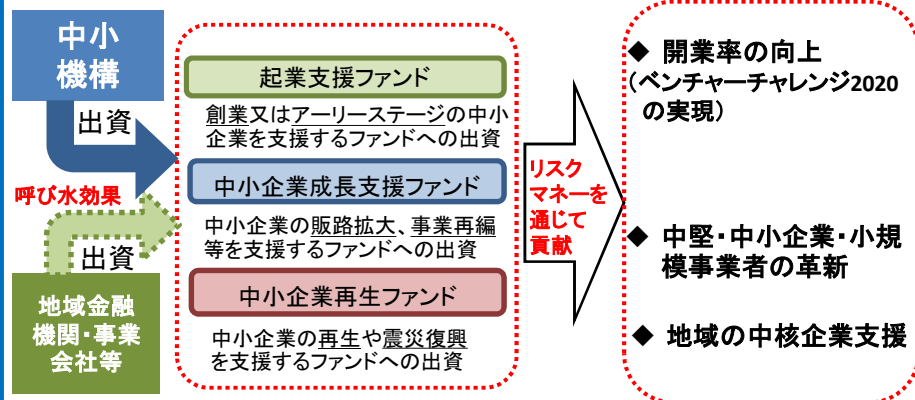 中小
機構
出資
呼び水効果
出資
地域金融
機関・事業
会社等
起業支援ファンド
創業又はアーリーステージの中小
企業を支援するファンドへの出資
中小企業成長支援ファンド
中小企業の販路拡大、事業再編
等を支援するファンドへの出資
中小企業再生ファンド
中小企業の再生や震災復興
を支援するファンドへの出資
リスク
マネーを
通じて
貢献
◆ 開業率の向上
(ベンチャーチャレンジ2020
の実現)
◆ 中堅・中小企業・小規
模事業者の革新
◆ 地域の中核企業支援